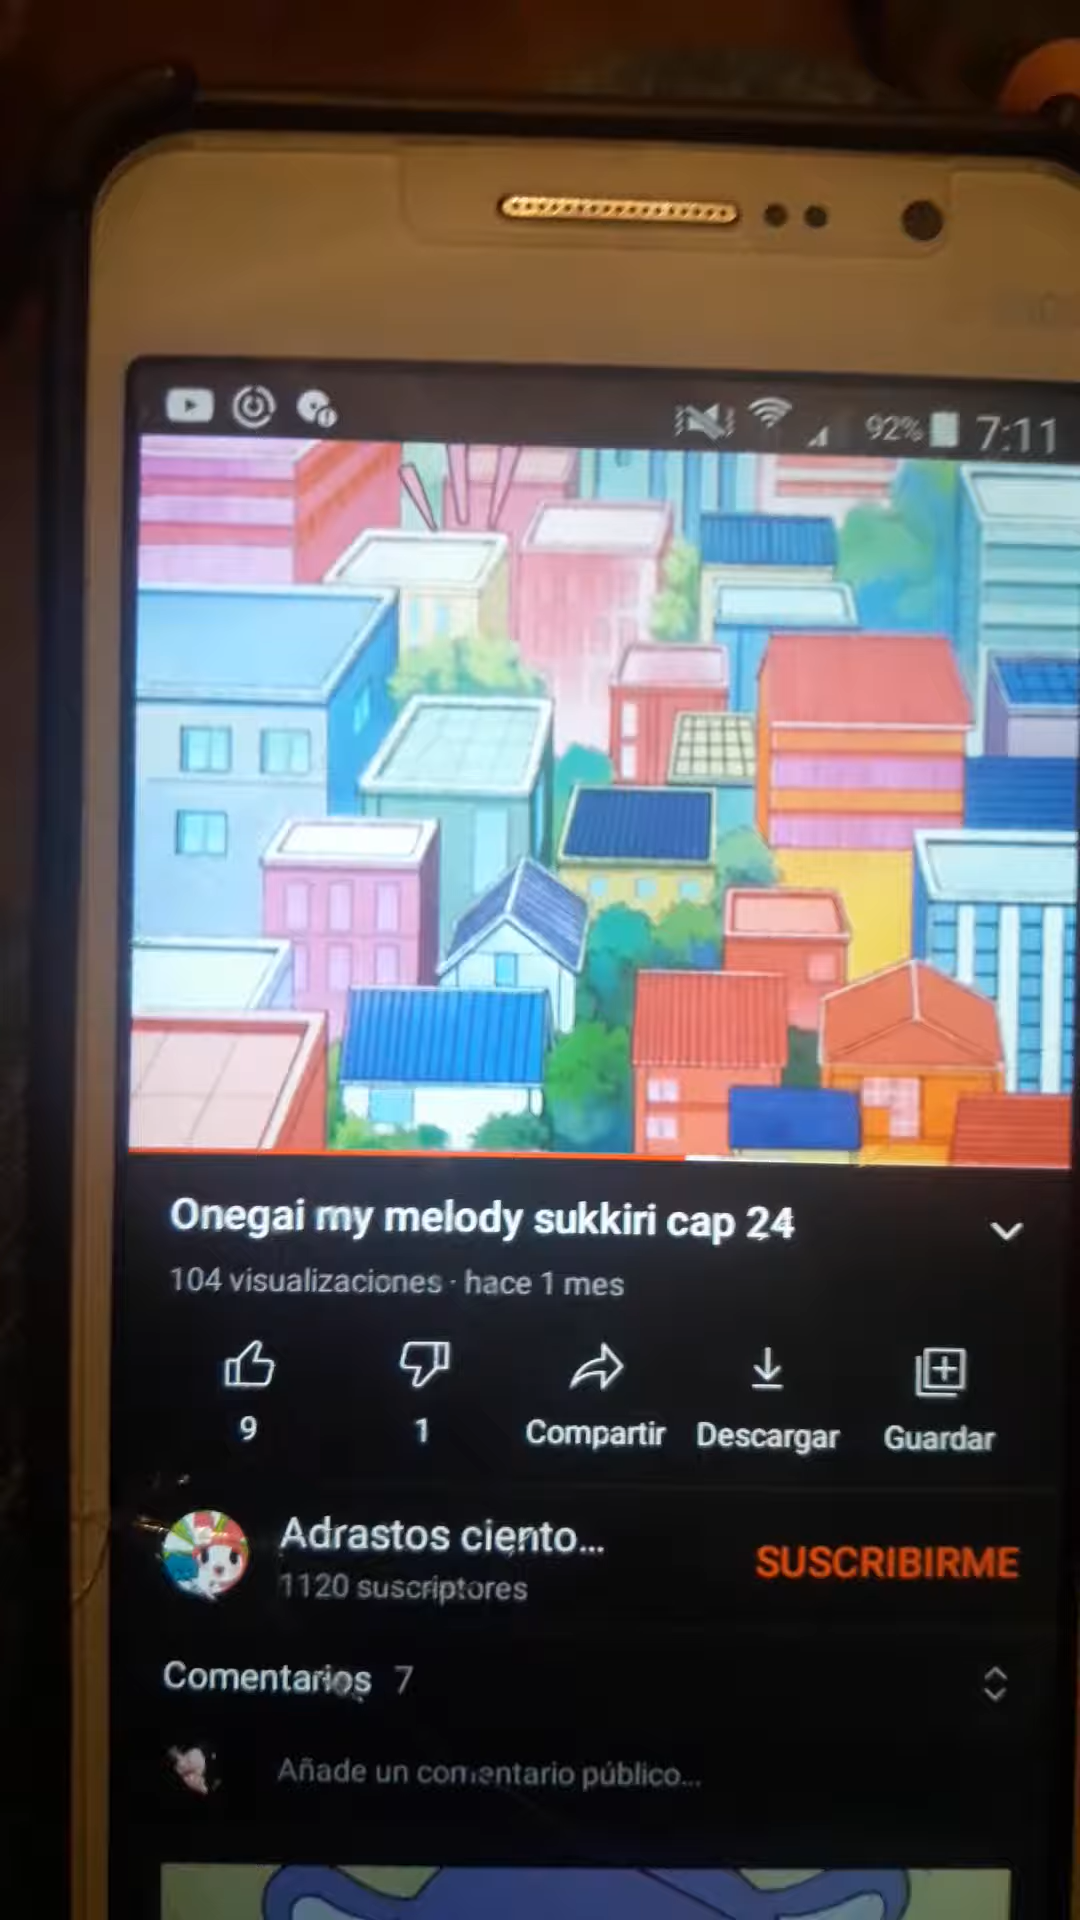 92% 7:11
Onegai my melody sukkiri cap 24
104 visualizaciones · hace 1 mes
9 1 Compartir Descargar Guardar
Adrastos ciento...
1120 suscriptores
SUSCRIBIRME
Comentarios 7
Añade un comentario público...